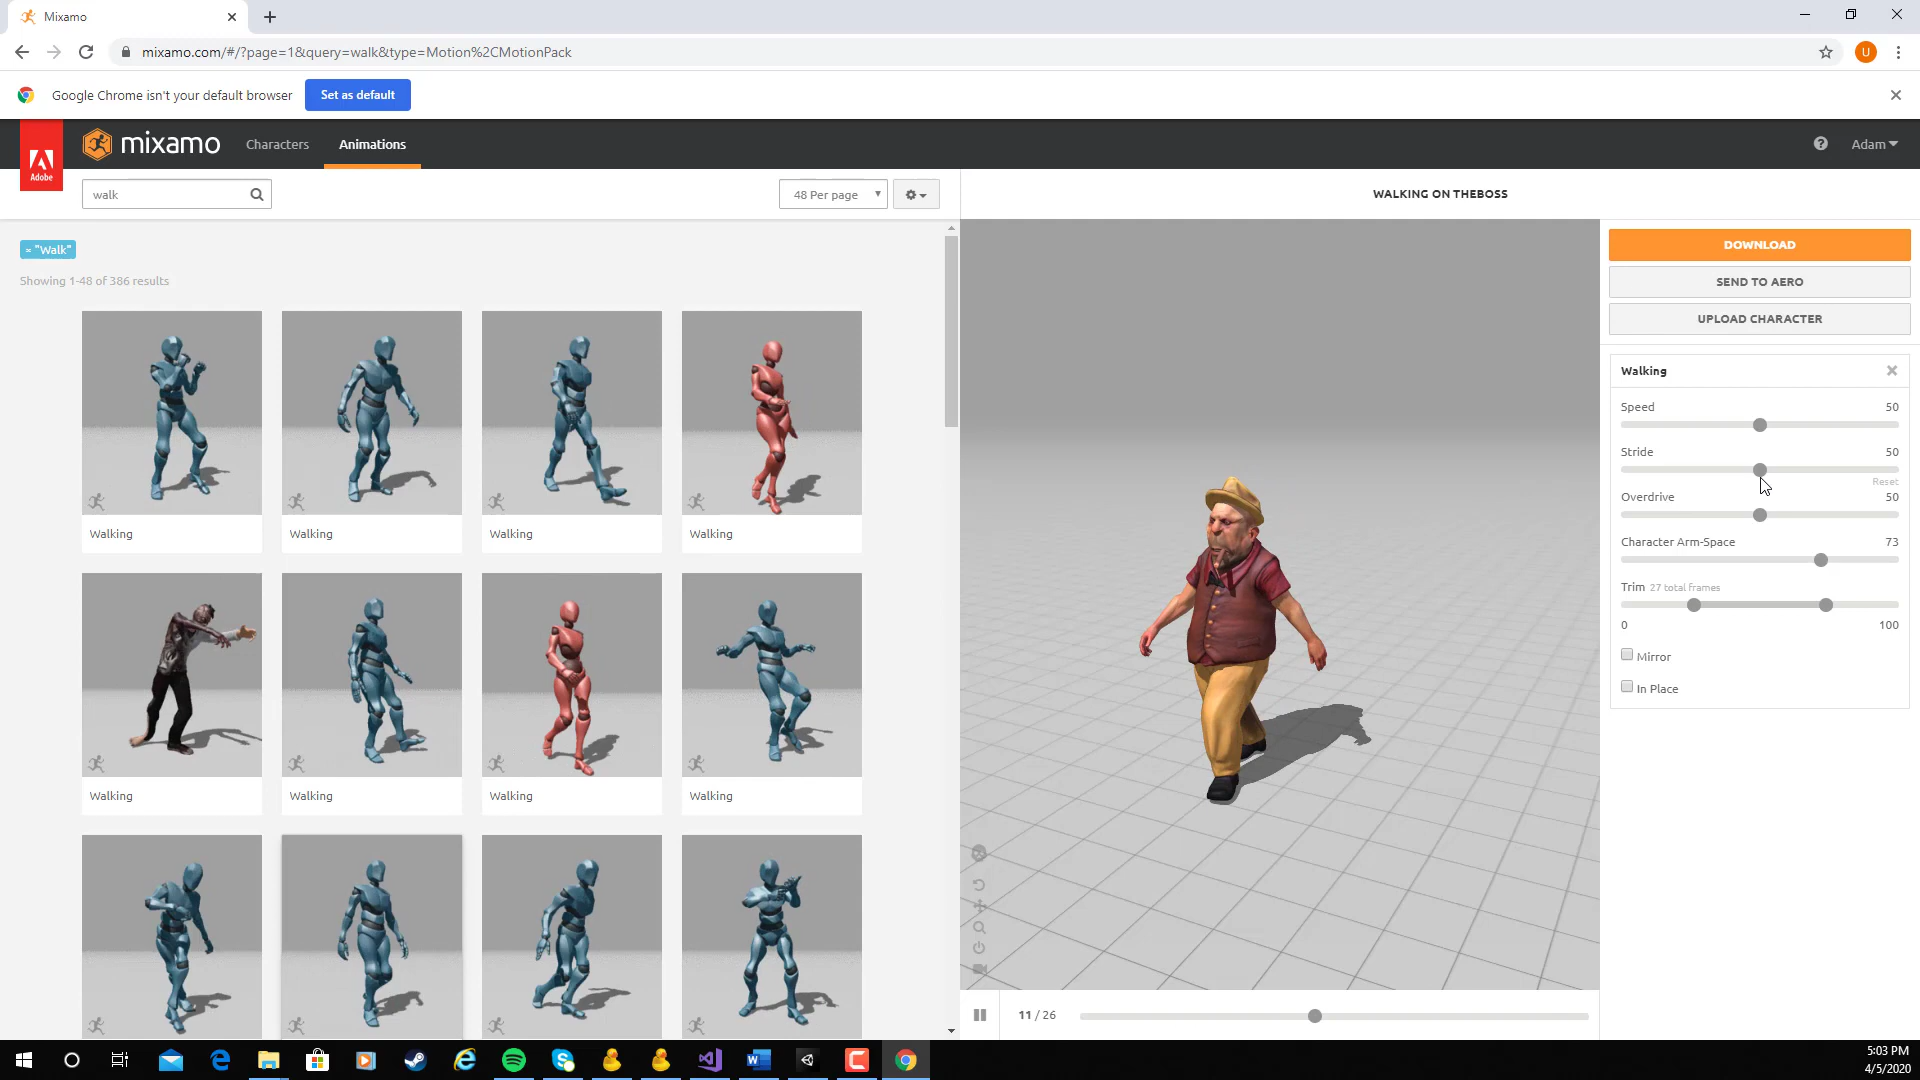 Mixamo
mixamo.com/#/?page=1&query=walk&type=Motion%2CMotionPack
U
Google Chrome isn't your default browser
Set as default
Adobe
mixamo
Characters
Animations
Adam
walk
48 Per page
WALKING ON THEBOSS
= "Walk"
Showing 1-48 of 386 results
DOWNLOAD
SEND TO AERO
UPLOAD CHARACTER
Walking
Speed 50
Stride 50
Reset
Overdrive 50
Character Arm-Space 73
Trim 27 total frames
0 100
Mirror
In Place
Walking
Walking
Walking
Walking
Walking
Walking
Walking
Walking
11 / 26
5:03 PM
4/5/2020